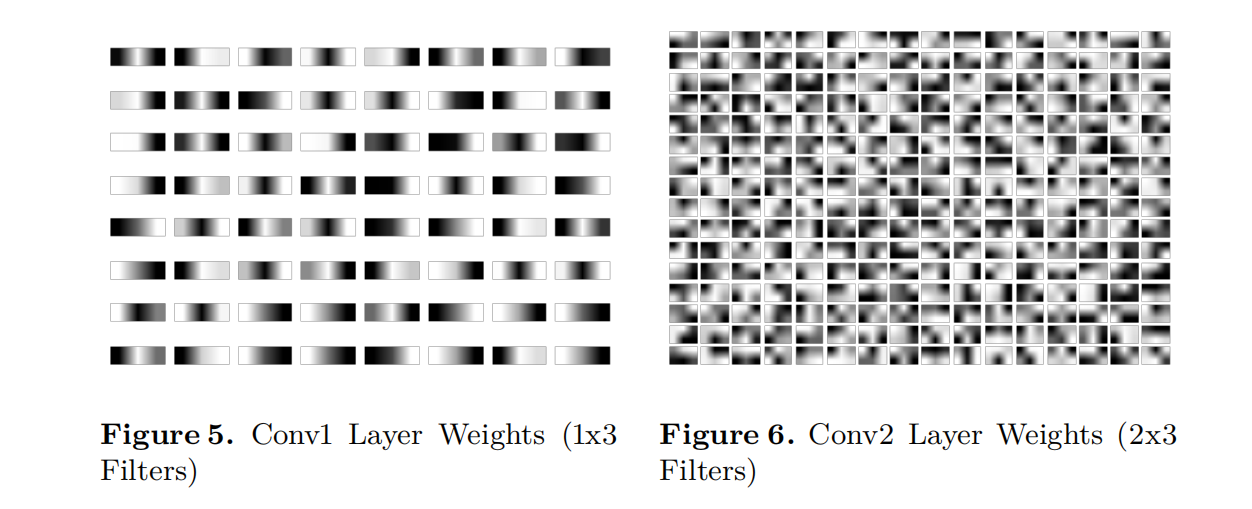 Figure 5. Conv1 Layer Weights (1x3
Filters)
Figure 6. Conv2 Layer Weights (2x3
Filters)